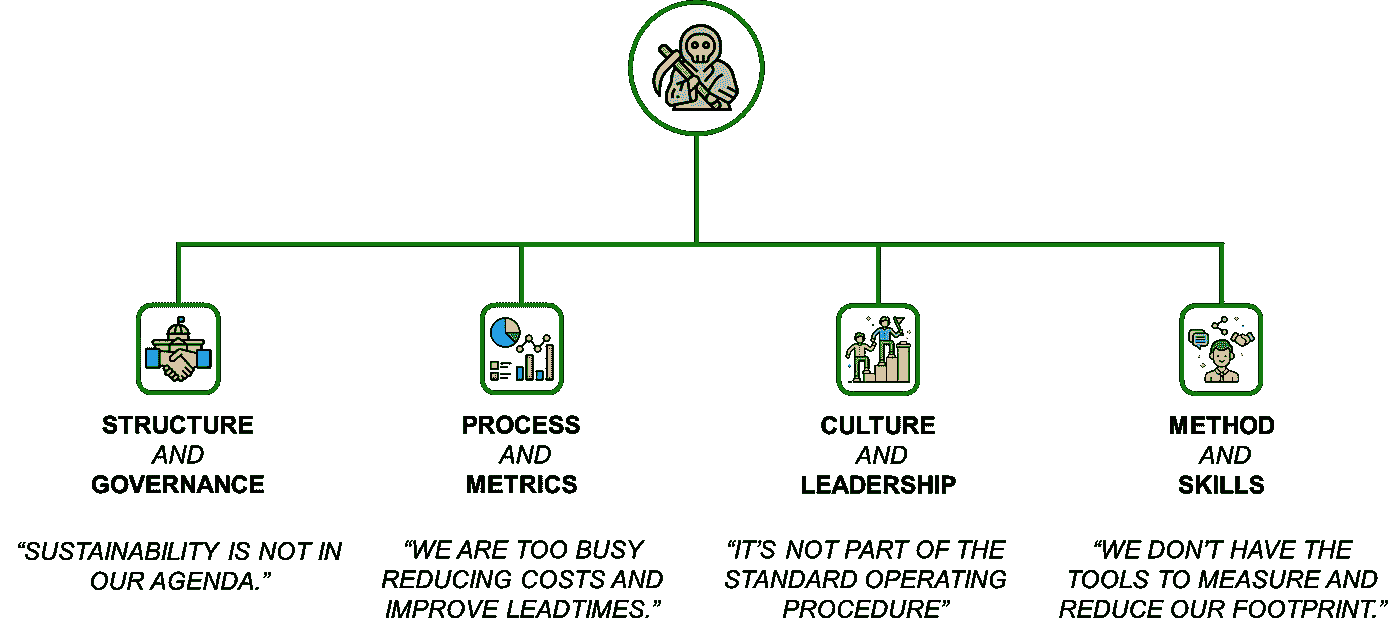 STRUCTURE
AND
GOVERNANCE
“SUSTAINABILITY IS NOT IN
OUR AGENDA.”
PROCESS
AND
METRICS
“WE ARE TOO BUSY
REDUCING COSTS AND
IMPROVE LEADTIMES.”
CULTURE
AND
LEADERSHIP
“IT’S NOT PART OF THE
STANDARD OPERATING
PROCEDURE”
METHOD
AND
SKILLS
“WE DON’T HAVE THE
TOOLS TO MEASURE AND
REDUCE OUR FOOTPRINT.”